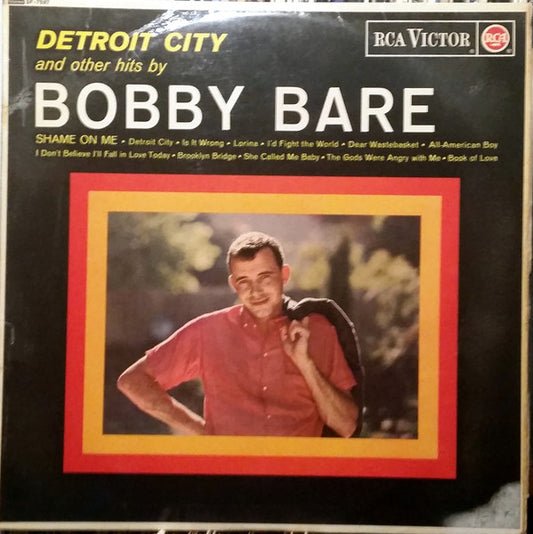 DETROIT CITY
and other hits by
BOBBY BARE
RCA VICTOR
RCA
SHAME ON ME • Detroit City • Is It Wrong • Lorina • I'd Fight the World • Dear Wastebasket • All-American Boy
I Don't Believe I'll Fall in Love Today • Brooklyn Bridge • She Called Me Baby • The Gods Were Angry with Me • Book of Love